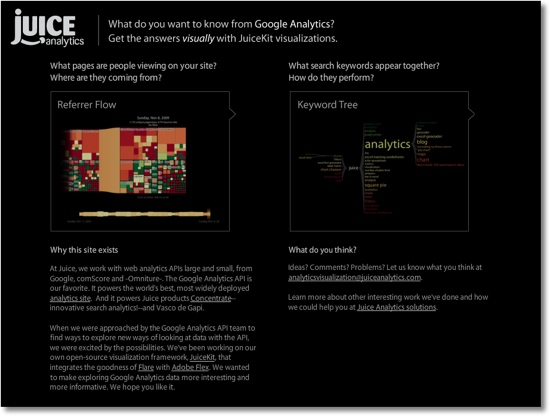 juice analytics
What do you want to know from Google Analytics?
Get the answers visually with JuiceKit visualizations.
What pages are people viewing on your site?
Where are they coming from?
What search keywords appear together?
How do they perform?
Referrer Flow
Sunday, Nov 8, 2009
Keyword Tree
analytics
blog
chart
juice
square pie
Why this site exists
At Juice, we work with web analytics APIs large and small, from
Google, comScore and -Omniture-. The Google Analytics API is
our favorite. It powers the world's best, most widely deployed
analytics site. And it powers Juice products Concentrate--
innovative search analytics!--and Vasco de Gapi.
When we were approached by the Google Analytics API team to
find ways to explore new ways of looking at data with the API,
we were excited by the possibilities. We've been working on our
own open-source visualization framework, JuiceKit, that
integrates the goodness of Flare with Adobe Flex. We wanted
to make exploring Google Analytics data more interesting and
more informative. We hope you like it.
What do you think?
Ideas? Comments? Problems? Let us know what you think at
analyticsvisualization@juiceanalytics.com.
Learn more about other interesting work we've done and how
we could help you at Juice Analytics solutions.